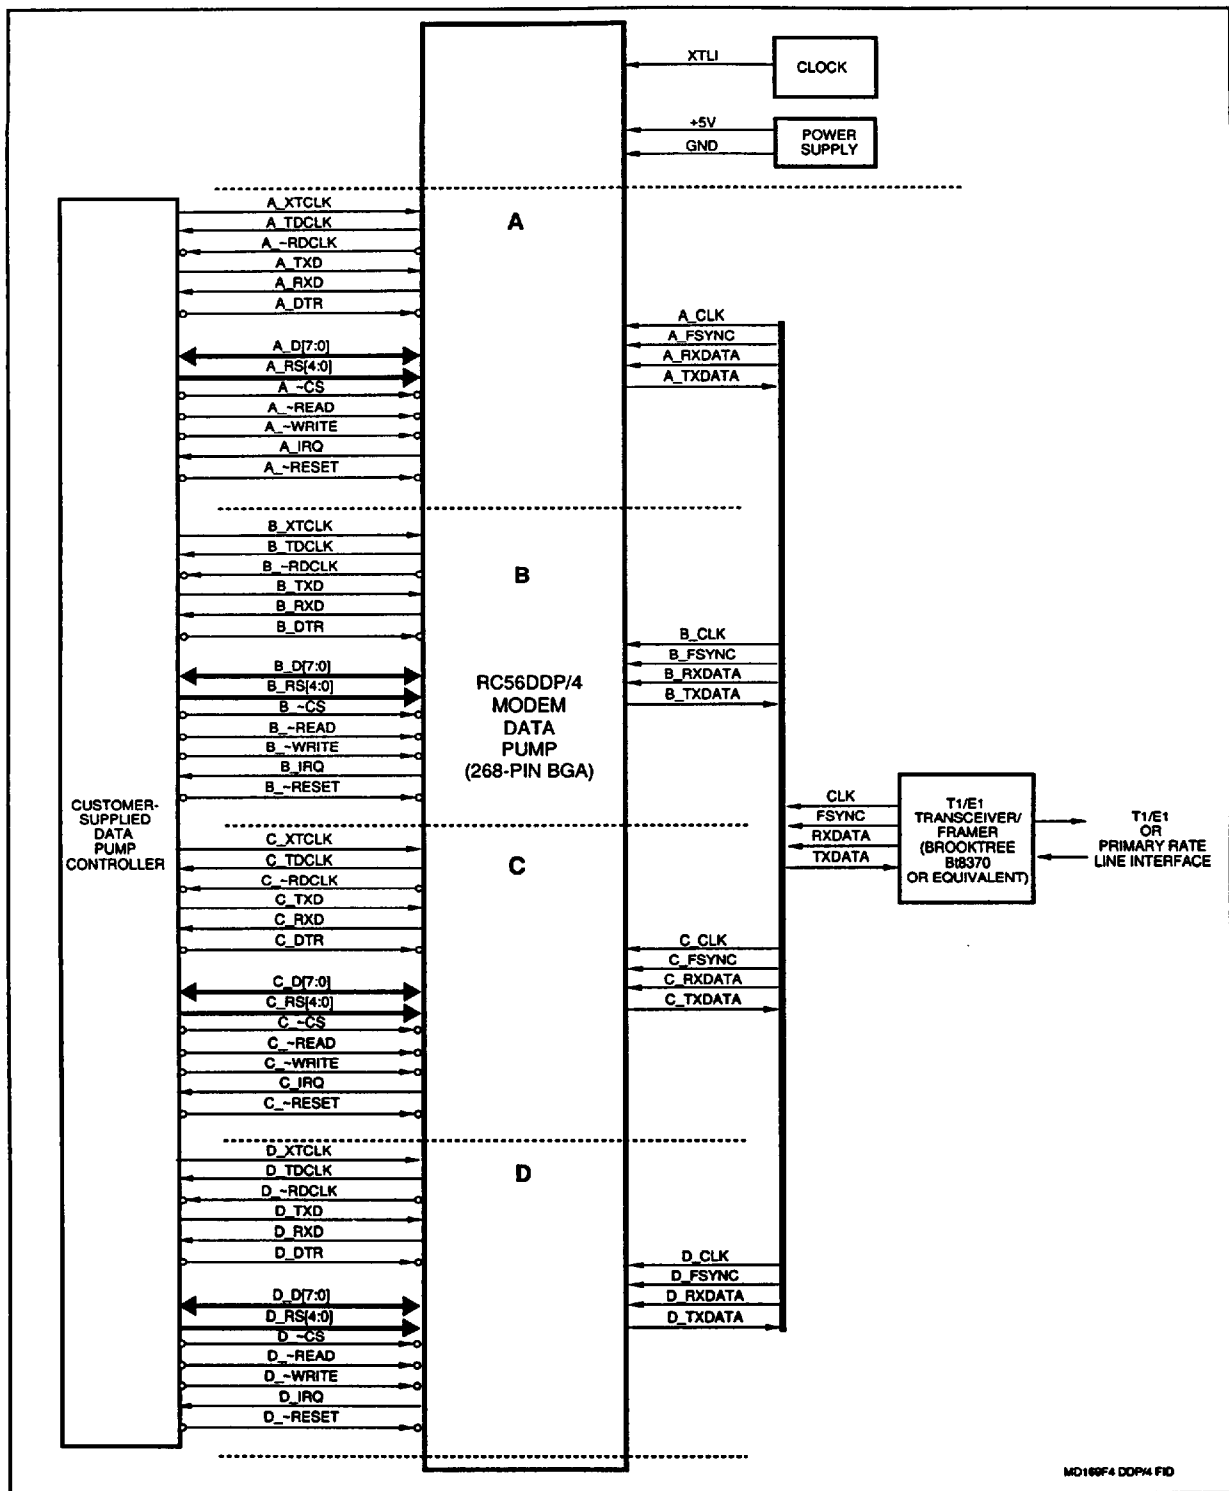 XTLI
CLOCK
+5V
GND
POWER
SUPPLY
A
A_XTCLK
A_TDCLK
A_~RDCLK
A_TXD
A_RXD
A_DTR
A_D[7:0]
A_RS[4:0]
A_~CS
A_~READ
A_~WRITE
A_IRQ
A_~RESET
A_CLK
A_FSYNC
A_RXDATA
A_TXDATA
B
B_XTCLK
B_TDCLK
B_~RDCLK
B_TXD
B_RXD
B_DTR
B_D[7:0]
B_RS[4:0]
B_~CS
B_~READ
B_~WRITE
B_IRQ
B_~RESET
B_CLK
B_FSYNC
B_RXDATA
B_TXDATA
RC56DDP/4
MODEM
DATA
PUMP
(268-PIN BGA)
CUSTOMER-
SUPPLIED
DATA
PUMP
CONTROLLER
CLK
FSYNC
RXDATA
TXDATA
T1/E1
TRANSCEIVER/
FRAMER
(BROOKTREE
Bt8370
OR EQUIVALENT)
T1/E1
OR
PRIMARY RATE
LINE INTERFACE
C
C_XTCLK
C_TDCLK
C_~RDCLK
C_TXD
C_RXD
C_DTR
C_D[7:0]
C_RS[4:0]
C_~CS
C_~READ
C_~WRITE
C_IRQ
C_~RESET
C_CLK
C_FSYNC
C_RXDATA
C_TXDATA
D
D_XTCLK
D_TDCLK
D_~RDCLK
D_TXD
D_RXD
D_DTR
D_D[7:0]
D_RS[4:0]
D_~CS
D_~READ
D_~WRITE
D_IRQ
D_~RESET
D_CLK
D_FSYNC
D_RXDATA
D_TXDATA
MD169F4 DDP/4 FID